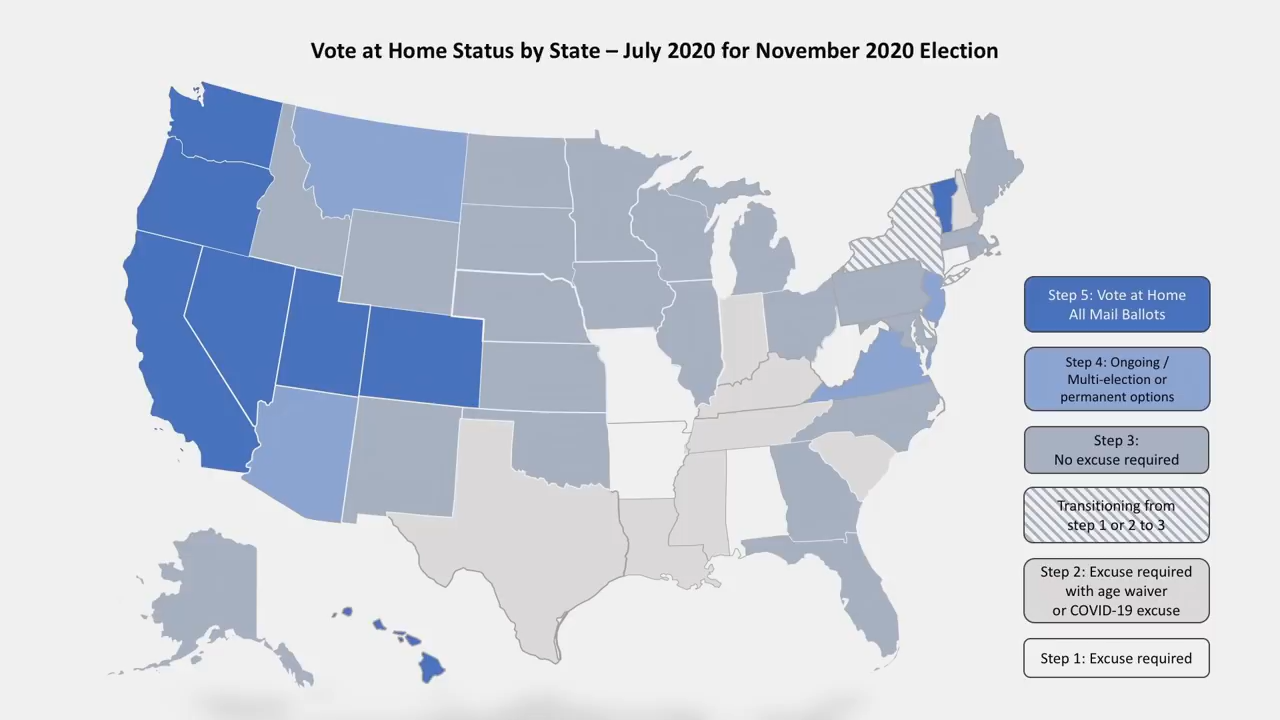 Vote at Home Status by State – July 2020 for November 2020 Election
Step 5: Vote at Home
All Mail Ballots
Step 4: Ongoing /
Multi-election or
permanent options
Step 3:
No excuse required
Transitioning from
step 1 or 2 to 3
Step 2: Excuse required
with age waiver
or COVID-19 excuse
Step 1: Excuse required